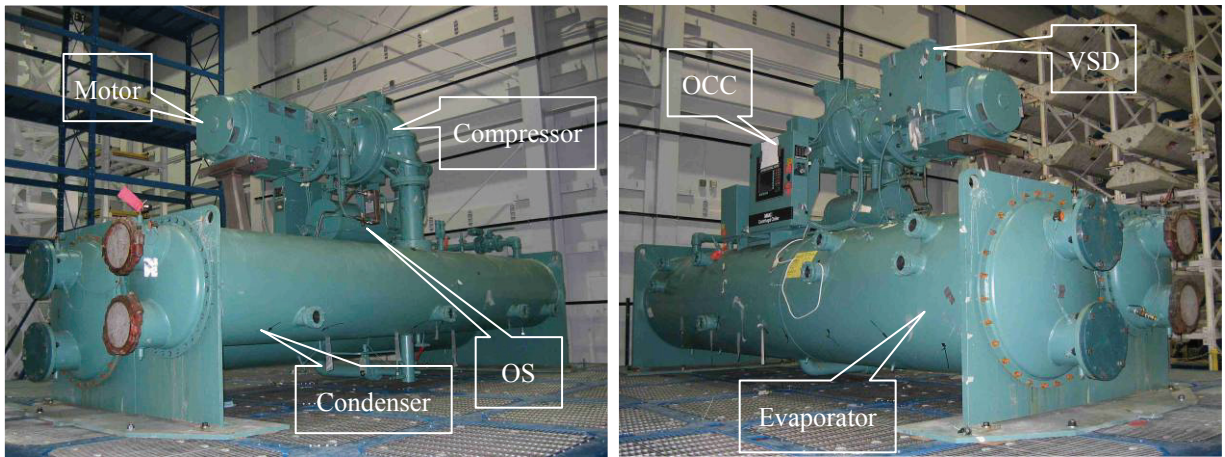 Motor
Compressor
OS
Condenser
OCC
VSD
Evaporator